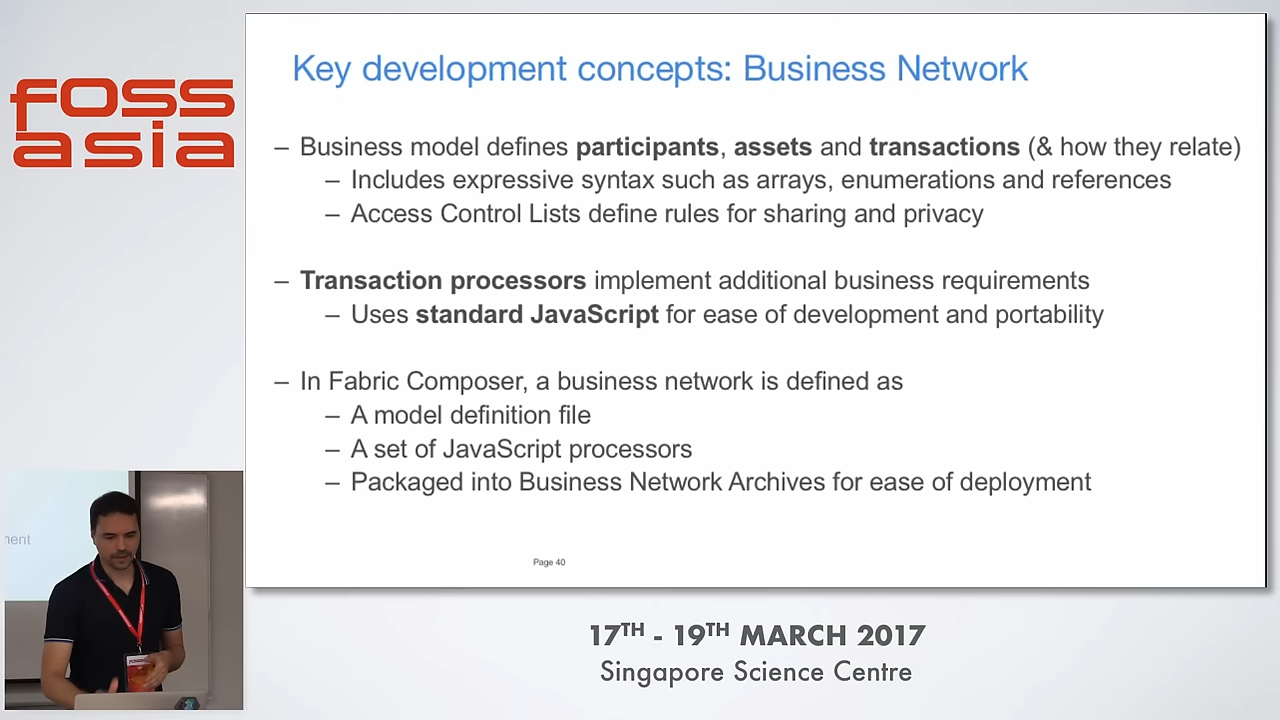 foss
asia
Key development concepts: Business Network
– Business model defines participants, assets and transactions (& how they relate)
– Includes expressive syntax such as arrays, enumerations and references
– Access Control Lists define rules for sharing and privacy
– Transaction processors implement additional business requirements
– Uses standard JavaScript for ease of development and portability
– In Fabric Composer, a business network is defined as
– A model definition file
– A set of JavaScript processors
– Packaged into Business Network Archives for ease of deployment
Page 40
17TH - 19TH MARCH 2017
Singapore Science Centre